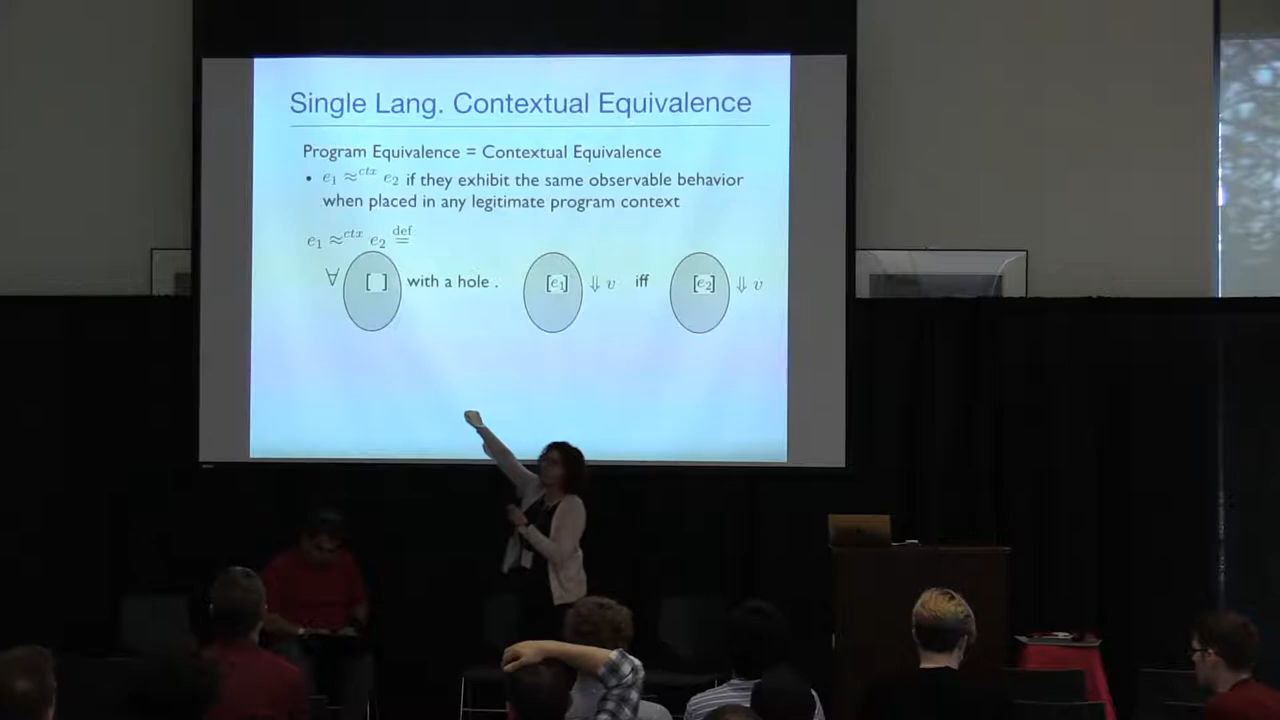 Single Lang. Contextual Equivalence
Program Equivalence = Contextual Equivalence
• e₁ ≈ᶜᵗˣ e₂ if they exhibit the same observable behavior
when placed in any legitimate program context
e₁ ≈ᶜᵗˣ e₂ def=
∀ [ ] with a hole . [e₁] ⇓ v iff [e₂] ⇓ v